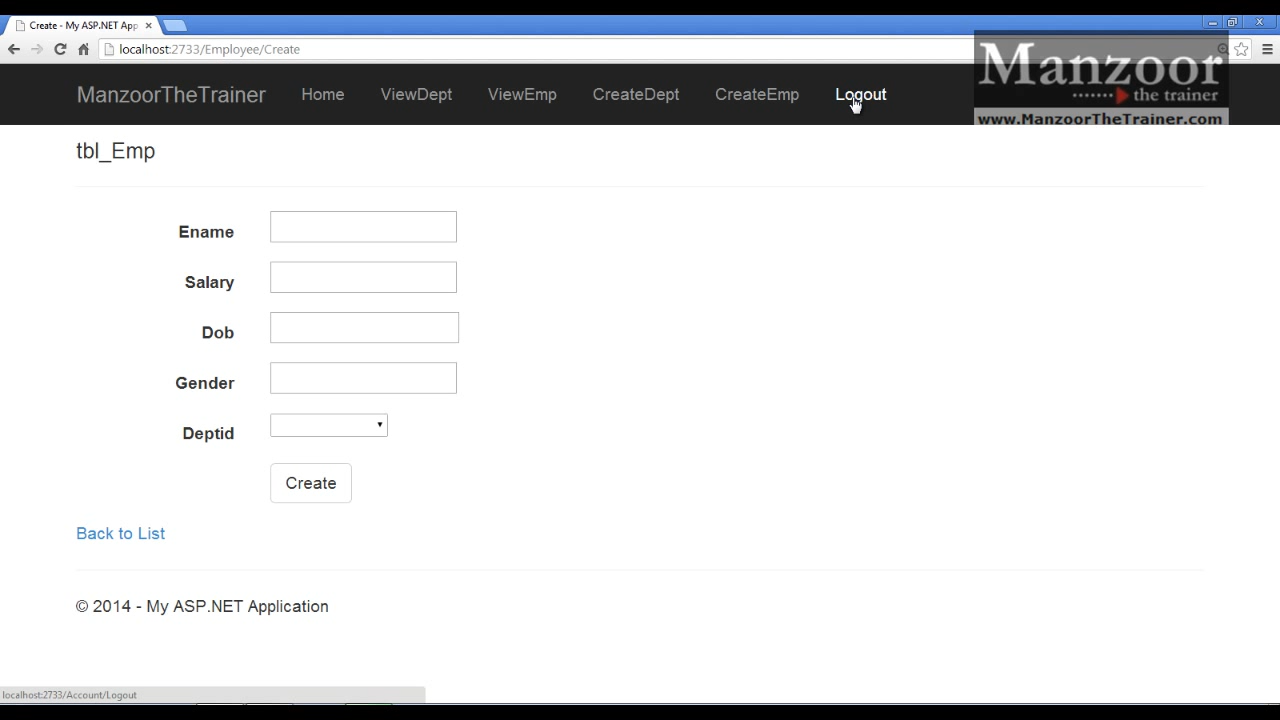 Create - My ASP.NET App
localhost:2733/Employee/Create
Manzoor
the trainer
www.ManzoorTheTrainer.com
ManzoorTheTrainer Home ViewDept ViewEmp CreateDept CreateEmp Logout
tbl_Emp
Ename
Salary
Dob
Gender
Deptid
Create
Back to List
© 2014 - My ASP.NET Application
localhost:2733/Account/Logout